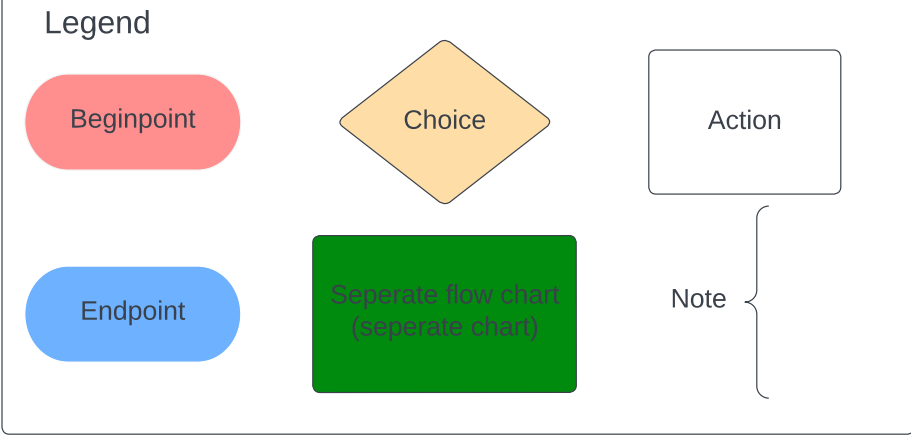 Legend
Beginpoint
Choice
Action
Endpoint
Seperate flow chart
(seperate chart)
Note